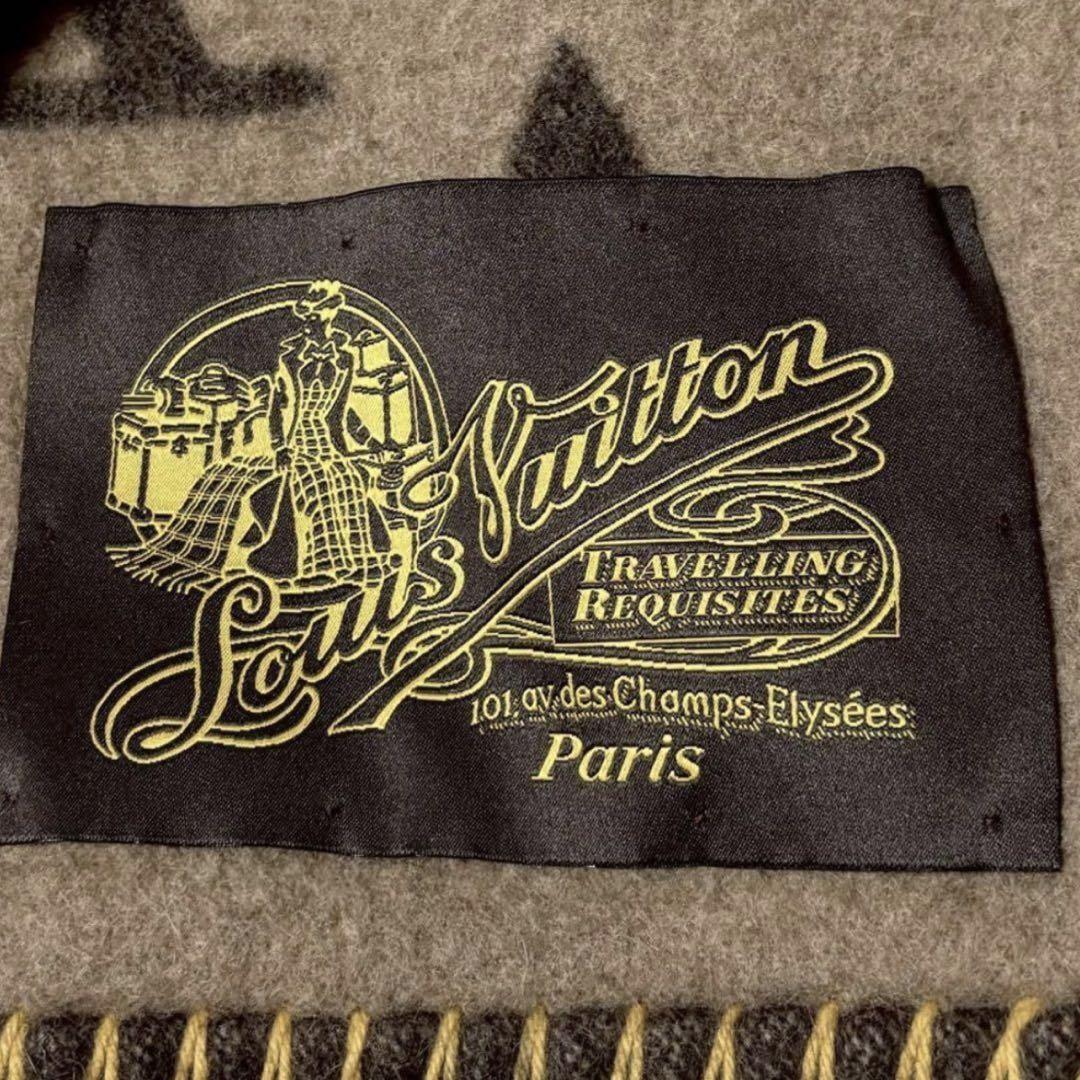 Louis Vuitton
TRAVELLING
REQUISITES
101, av. des Champs-Elysées
Paris